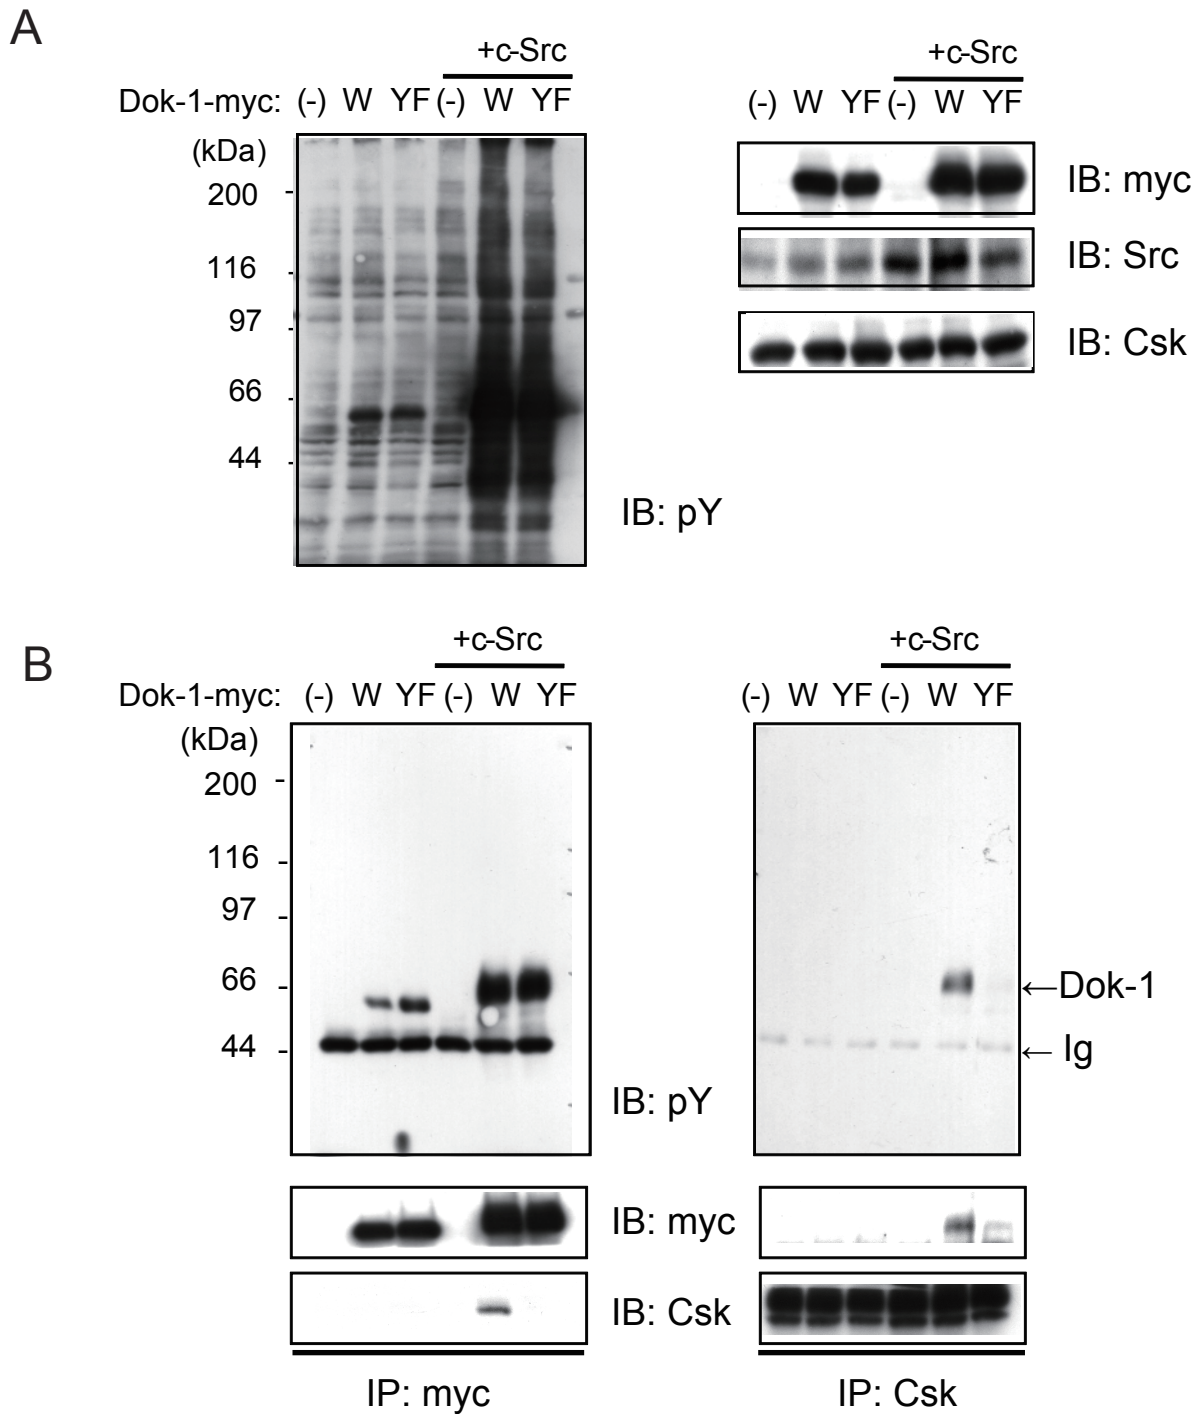 A
+c-Src
Dok-1-myc: (-) W YF (-) W YF
(kDa)
200
116
97
66
44
IB: pY
+c-Src
(-) W YF (-) W YF
IB: myc
IB: Src
IB: Csk
B
+c-Src
Dok-1-myc: (-) W YF (-) W YF
(kDa)
200
116
97
66
44
IB: pY
+c-Src
(-) W YF (-) W YF
←Dok-1
← Ig
IB: myc
IB: Csk
IP: myc
IP: Csk